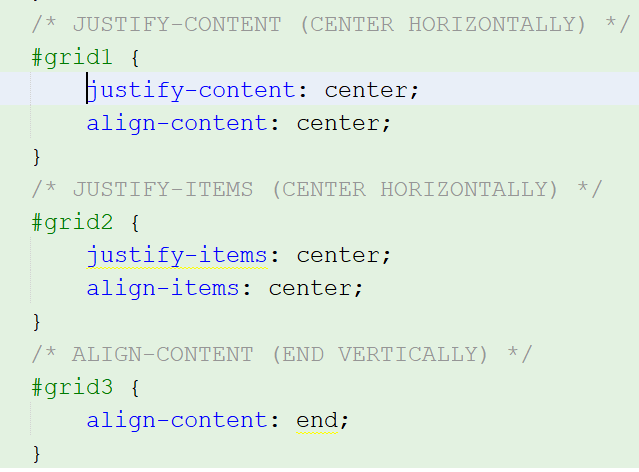 /* JUSTIFY-CONTENT (CENTER HORIZONTALLY) */
#grid1 {
    justify-content: center;
    align-content: center;
}
/* JUSTIFY-ITEMS (CENTER HORIZONTALLY) */
#grid2 {
    justify-items: center;
    align-items: center;
}
/* ALIGN-CONTENT (END VERTICALLY) */
#grid3 {
    align-content: end;
}